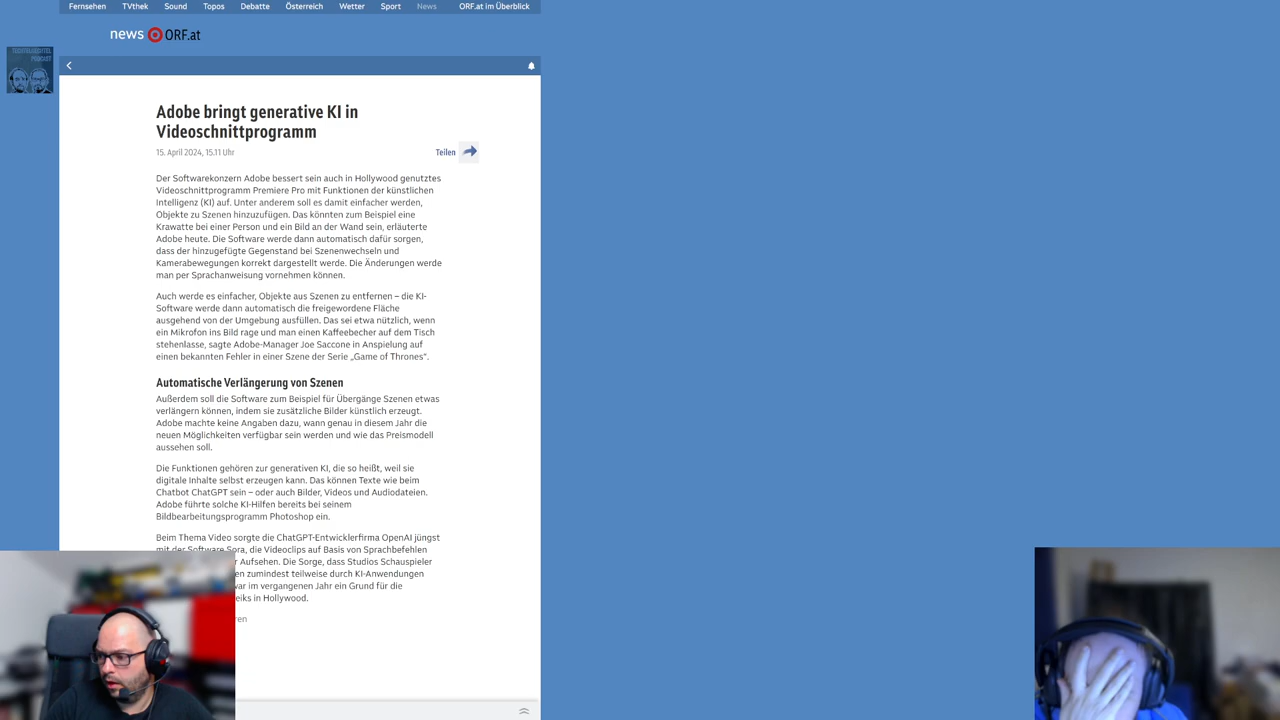 Fernsehen TVthek Sound Topos Debatte Österreich Wetter Sport News ORF.at im Überblick
news ORF.at
PODCAST
Adobe bringt generative KI in
Videoschnittprogramm
15. April 2024, 15.11 Uhr
Teilen
Der Softwarekonzern Adobe bessert sein auch in Hollywood genutztes
Videoschnittprogramm Premiere Pro mit Funktionen der künstlichen
Intelligenz (KI) auf. Unter anderem soll es damit einfacher werden,
Objekte zu Szenen hinzuzufügen. Das könnten zum Beispiel eine
Krawatte bei einer Person und ein Bild an der Wand sein, erläuterte
Adobe heute. Die Software werde dann automatisch dafür sorgen,
dass der hinzugefügte Gegenstand bei Szenenwechseln und
Kamerabewegungen korrekt dargestellt werde. Die Änderungen werde
man per Sprachanweisung vornehmen können.
Auch werde es einfacher, Objekte aus Szenen zu entfernen – die KI-
Software werde dann automatisch die freigewordene Fläche
ausgehend von der Umgebung ausfüllen. Das sei etwa nützlich, wenn
ein Mikrofon ins Bild rage und man einen Kaffeebecher auf dem Tisch
stehenlasse, sagte Adobe-Manager Joe Saccone in Anspielung auf
einen bekannten Fehler in einer Szene der Serie „Game of Thrones“.
Automatische Verlängerung von Szenen
Außerdem soll die Software zum Beispiel für Übergänge Szenen etwas
verlängern können, indem sie zusätzliche Bilder künstlich erzeugt.
Adobe machte keine Angaben dazu, wann genau in diesem Jahr die
neuen Möglichkeiten verfügbar sein werden und wie das Preismodell
aussehen soll.
Die Funktionen gehören zur generativen KI, die so heißt, weil sie
digitale Inhalte selbst erzeugen kann. Das können Texte wie beim
Chatbot ChatGPT sein – oder auch Bilder, Videos und Audiodateien.
Adobe führte solche KI-Hilfen bereits bei seinem
Bildbearbeitungsprogramm Photoshop ein.
Beim Thema Video sorgte die ChatGPT-Entwicklerfirma OpenAI jüngst
mit der Software Sora, die Videoclips auf Basis von Sprachbefehlen
r Aufsehen. Die Sorge, dass Studios Schauspieler
en zumindest teilweise durch KI-Anwendungen
war im vergangenen Jahr ein Grund für die
eiks in Hollywood.
ren